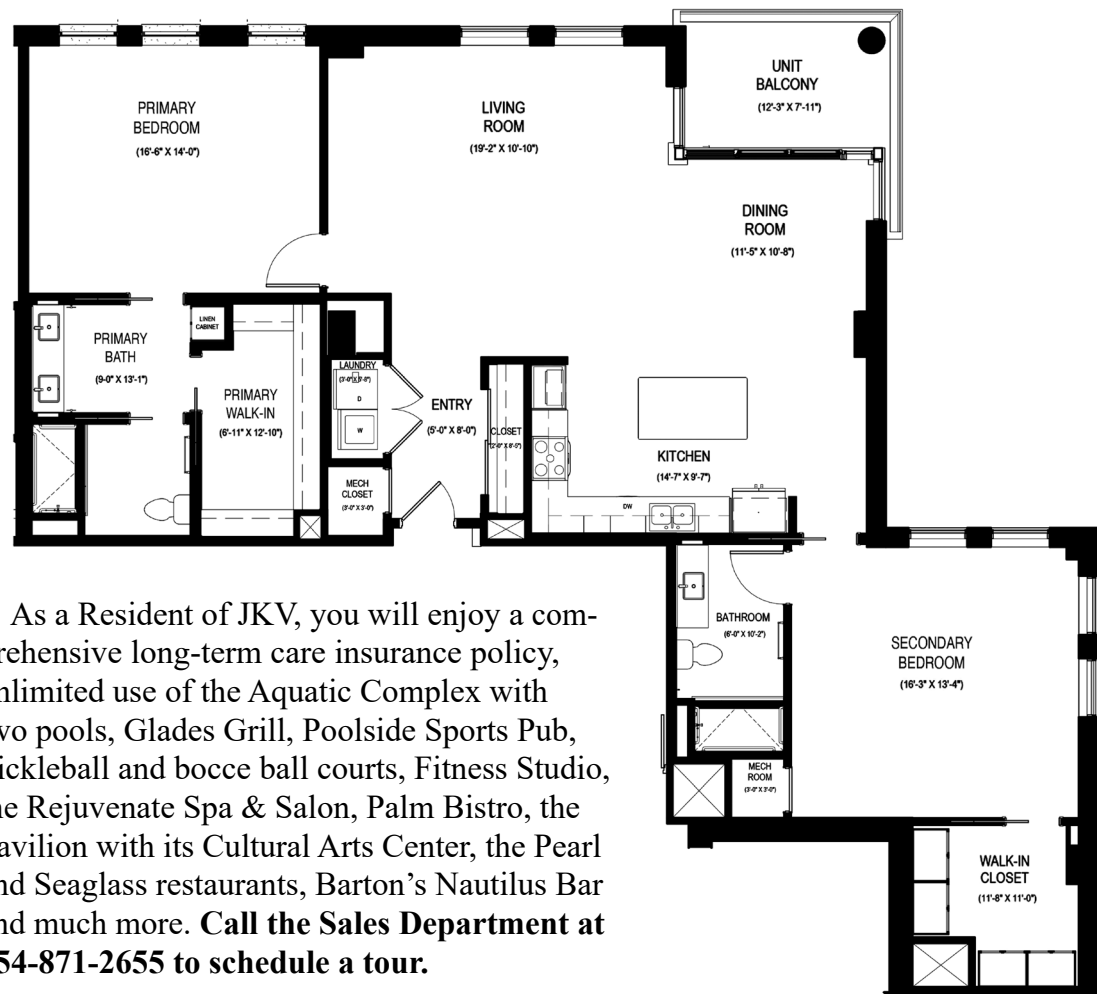 UNIT
BALCONY
(12'-3" X 7'-11")
PRIMARY
BEDROOM
(16'-6" X 14'-0")
LIVING
ROOM
(19'-2" X 10'-10")
DINING
ROOM
(11'-5" X 10'-8")
LINEN
CABINET
PRIMARY
BATH
(9-0" X 13'-1")
PRIMARY
WALK-IN
(6'-11" X 12'-10")
LAUNDRY
D
W
ENTRY
(5'-0" X 8'-0")
CLOSET
MECH
CLOSET
(3'-0" X 3'-0")
KITCHEN
(14'-7" X 9'-7")
DW
BATHROOM
(6'-0" X 10'-2")
SECONDARY
BEDROOM
(16'-3" X 13'-4")
MECH
ROOM
(3'-0" X 3'-0")
WALK-IN
CLOSET
(11'-8" X 11'-0")
As a Resident of JKV, you will enjoy a com-
rehensive long-term care insurance policy,
nlimited use of the Aquatic Complex with
wo pools, Glades Grill, Poolside Sports Pub,
ickleball and bocce ball courts, Fitness Studio,
he Rejuvenate Spa & Salon, Palm Bistro, the
avilion with its Cultural Arts Center, the Pearl
nd Seaglass restaurants, Barton's Nautilus Bar
nd much more. Call the Sales Department at
54-871-2655 to schedule a tour.